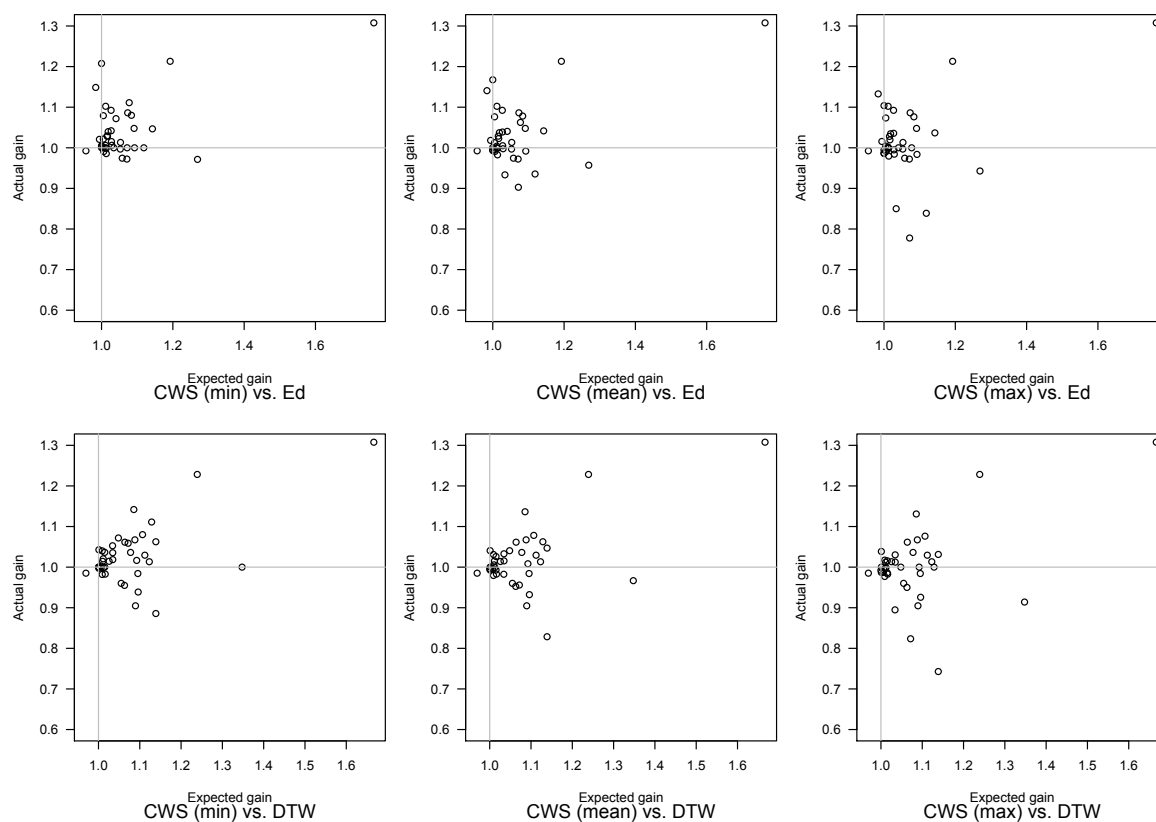 1.3
1.2
1.1
1.0
0.9
0.8
0.7
0.6
Actual gain
1.0 1.2 1.4 1.6
Expected gain
CWS (min) vs. Ed
1.3
1.2
1.1
1.0
0.9
0.8
0.7
0.6
Actual gain
1.0 1.2 1.4 1.6
Expected gain
CWS (mean) vs. Ed
1.3
1.2
1.1
1.0
0.9
0.8
0.7
0.6
Actual gain
1.0 1.2 1.4 1.6
Expected gain
CWS (max) vs. Ed
1.3
1.2
1.1
1.0
0.9
0.8
0.7
0.6
Actual gain
1.0 1.1 1.2 1.3 1.4 1.5 1.6
Expected gain
CWS (min) vs. DTW
1.3
1.2
1.1
1.0
0.9
0.8
0.7
0.6
Actual gain
1.0 1.1 1.2 1.3 1.4 1.5 1.6
Expected gain
CWS (mean) vs. DTW
1.3
1.2
1.1
1.0
0.9
0.8
0.7
0.6
Actual gain
1.0 1.1 1.2 1.3 1.4 1.5 1.6
Expected gain
CWS (max) vs. DTW